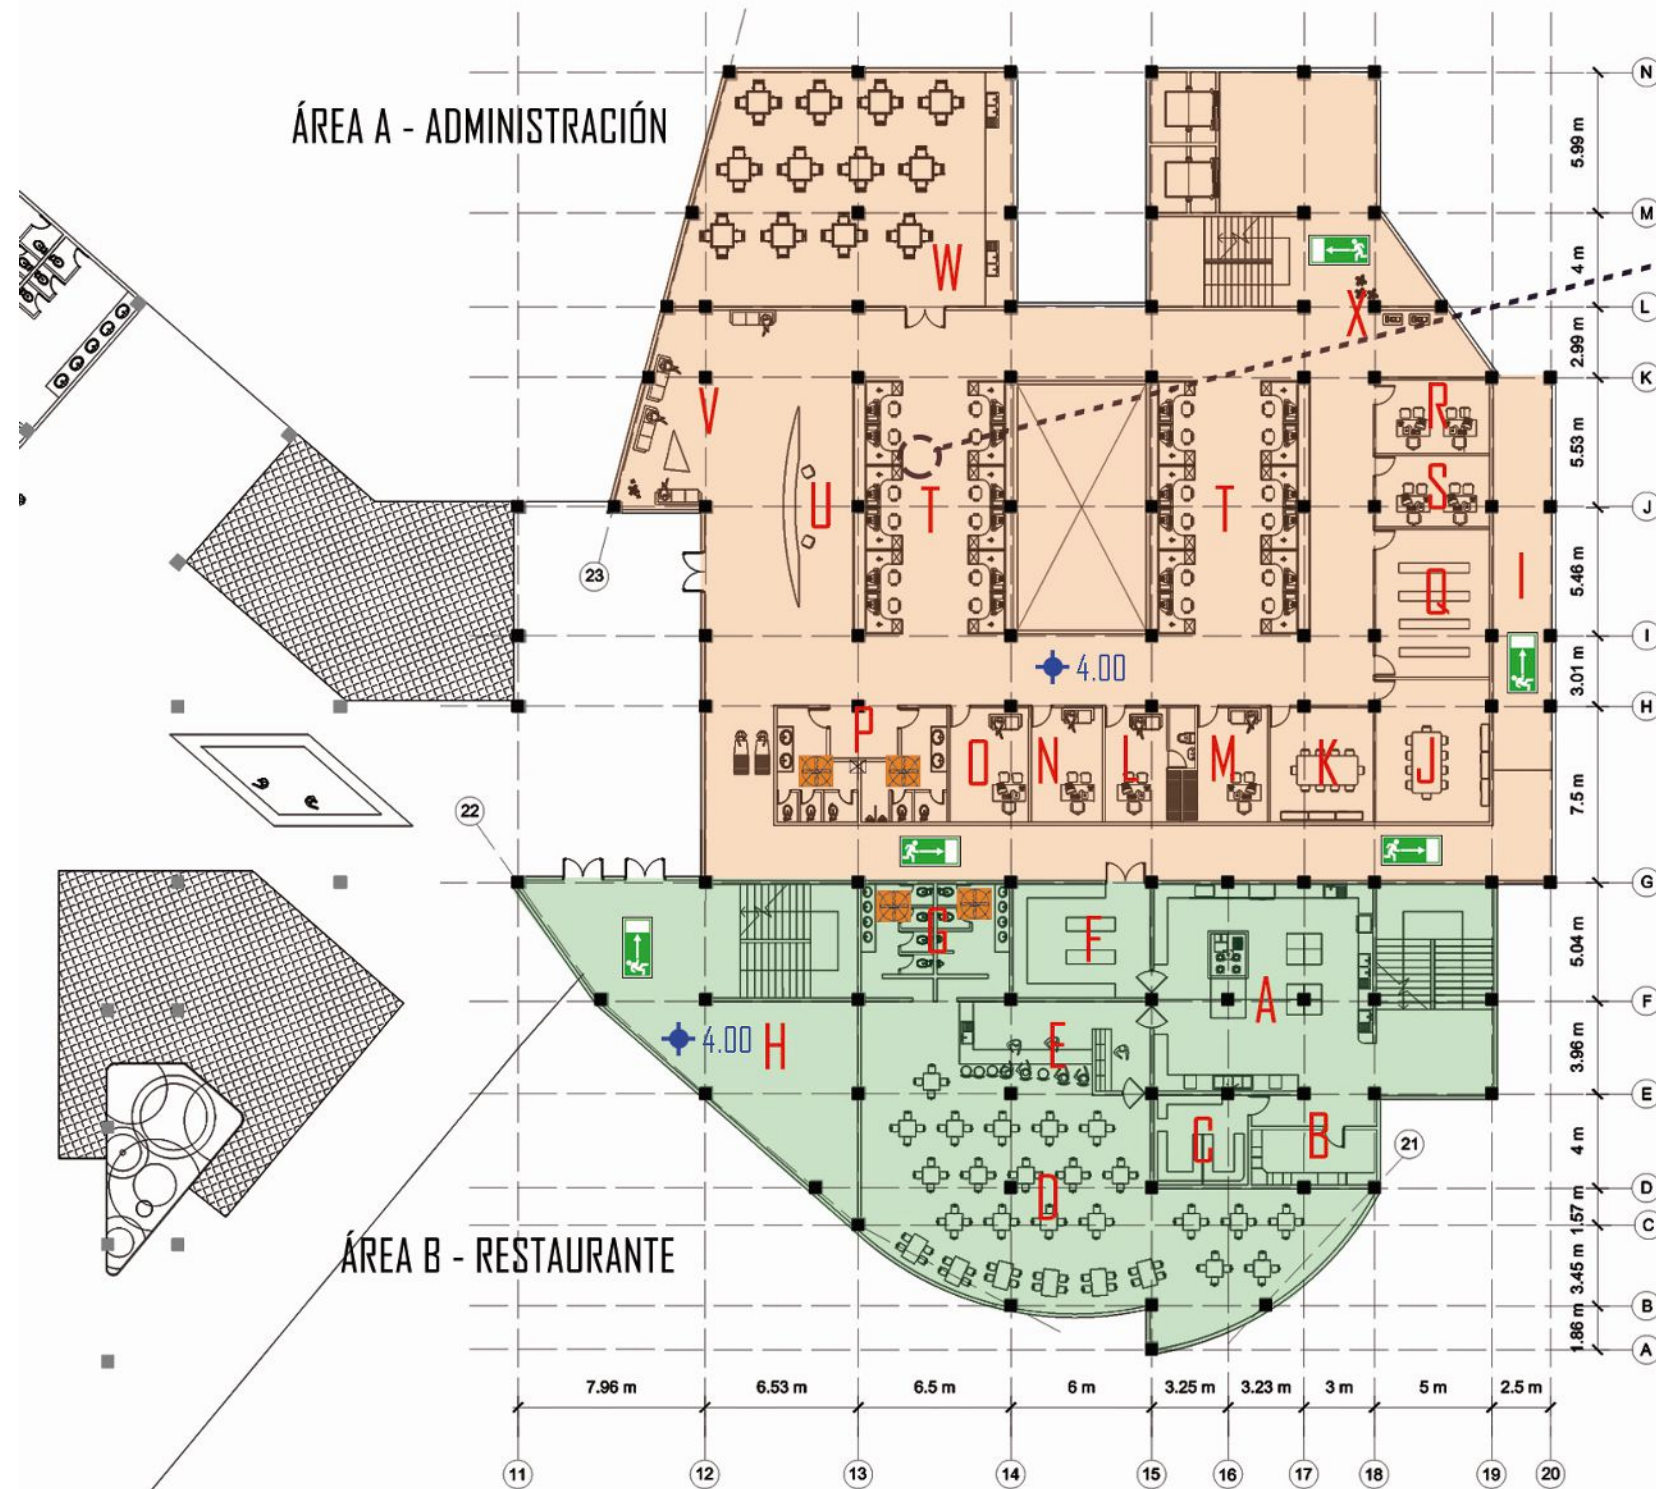 N
ÁREA A - ADMINISTRACIÓN
5.99 m
M
W
4 m
X
L
2.99 m
K
V
R
5.53 m
U
T
T
S
J
23
Q
I
5.46 m
I
4.00
3.01 m
H
P
O
N
L
M
K
J
7.5 m
22
G
G
F
5.04 m
A
F
4.00
H
E
3.96 m
E
C
B
4 m
21
D
D
1.57 m
C
ÁREA B - RESTAURANTE
3.45 m
B
1.86 m
A
7.96 m
6.53 m
6.5 m
6 m
3.25 m
3.23 m
3 m
5 m
2.5 m
11
12
13
14
15
16
17
18
19
20